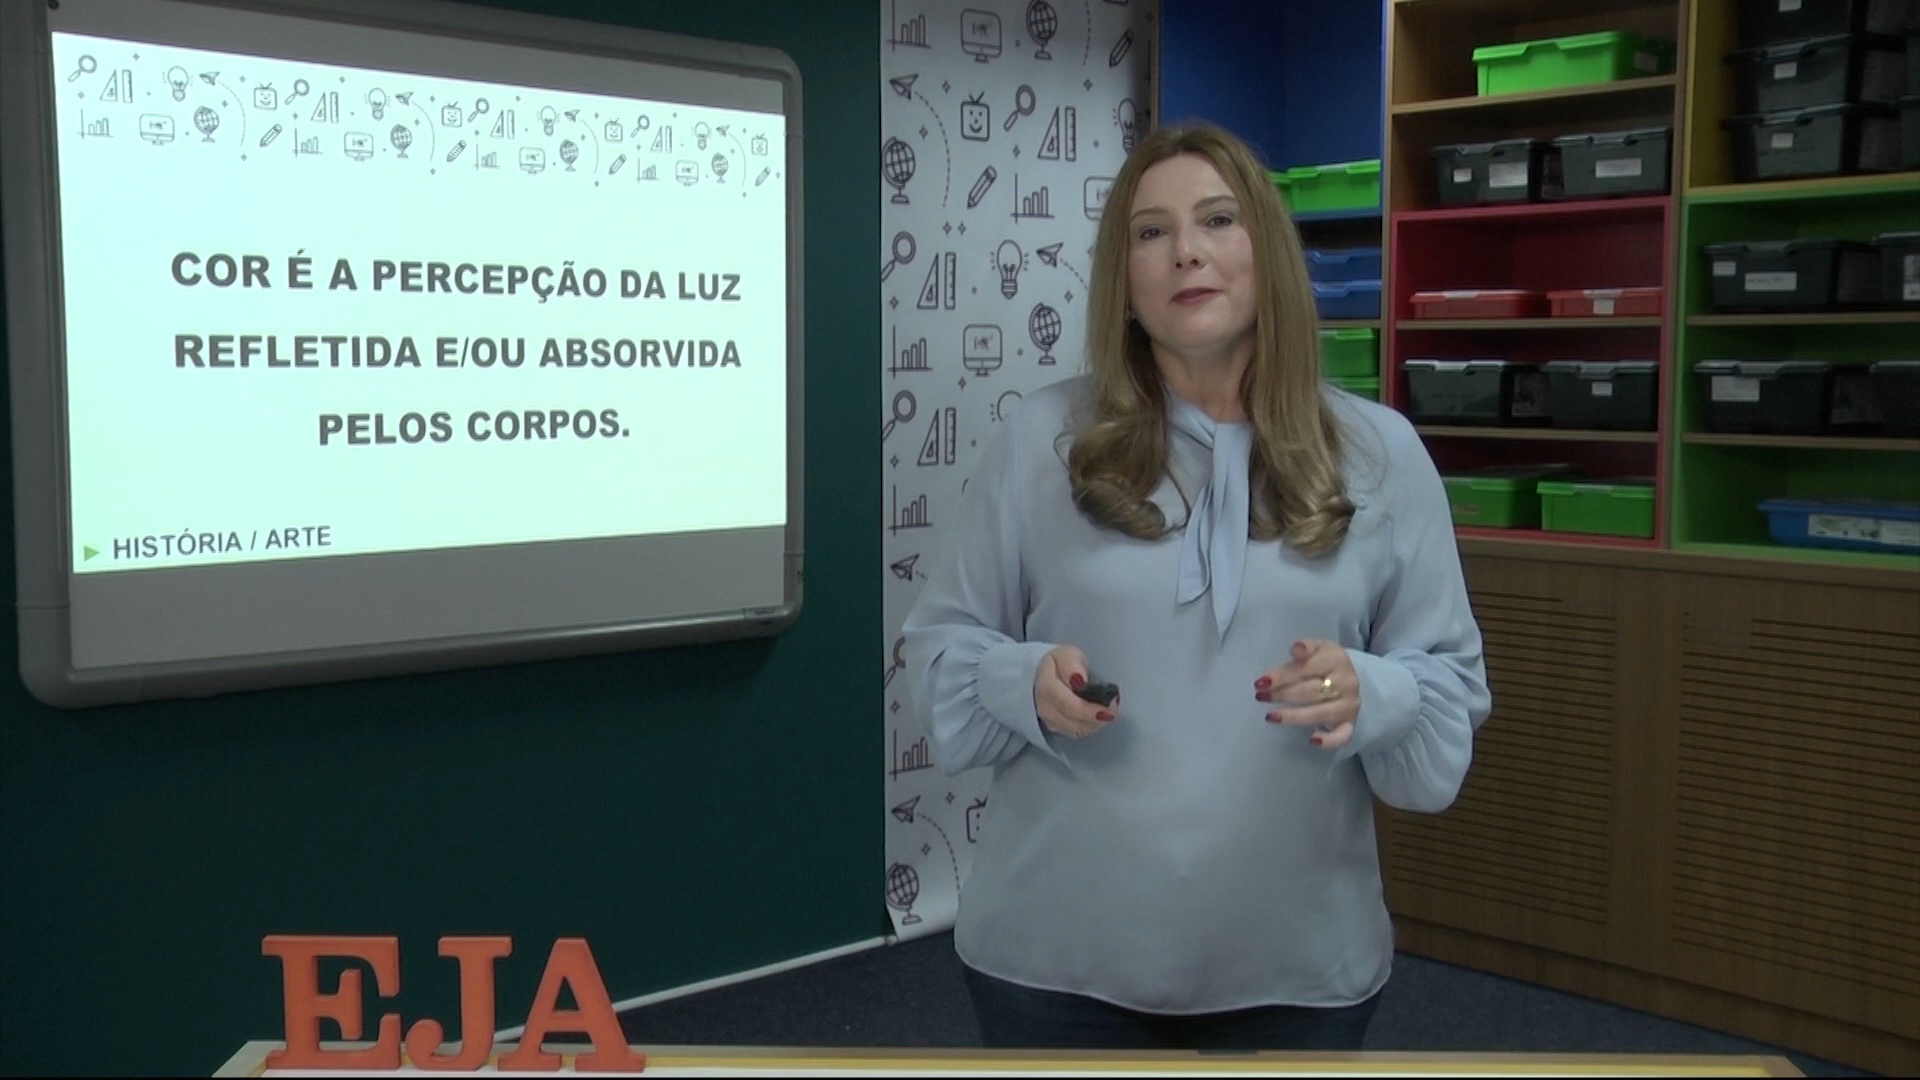 COR É A PERCEPÇÃO DA LUZ
REFLETIDA E/OU ABSORVIDA
PELOS CORPOS.
HISTÓRIA / ARTE
EJA